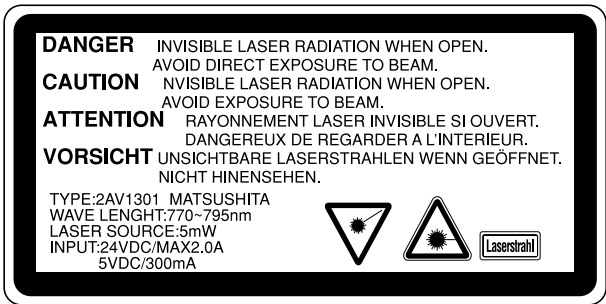 DANGER INVISIBLE LASER RADIATION WHEN OPEN.
AVOID DIRECT EXPOSURE TO BEAM.
CAUTION NVISIBLE LASER RADIATION WHEN OPEN.
AVOID EXPOSURE TO BEAM.
ATTENTION RAYONNEMENT LASER INVISIBLE SI OUVERT.
DANGEREUX DE REGARDER A L'INTERIEUR.
VORSICHT UNSICHTBARE LASERSTRAHLEN WENN GEÖFFNET.
NICHT HINENSEHEN.
TYPE:2AV1301 MATSUSHITA
WAVE LENGHT:770~795nm
LASER SOURCE:5mW
INPUT:24VDC/MAX2.0A
5VDC/300mA
Laserstrahl